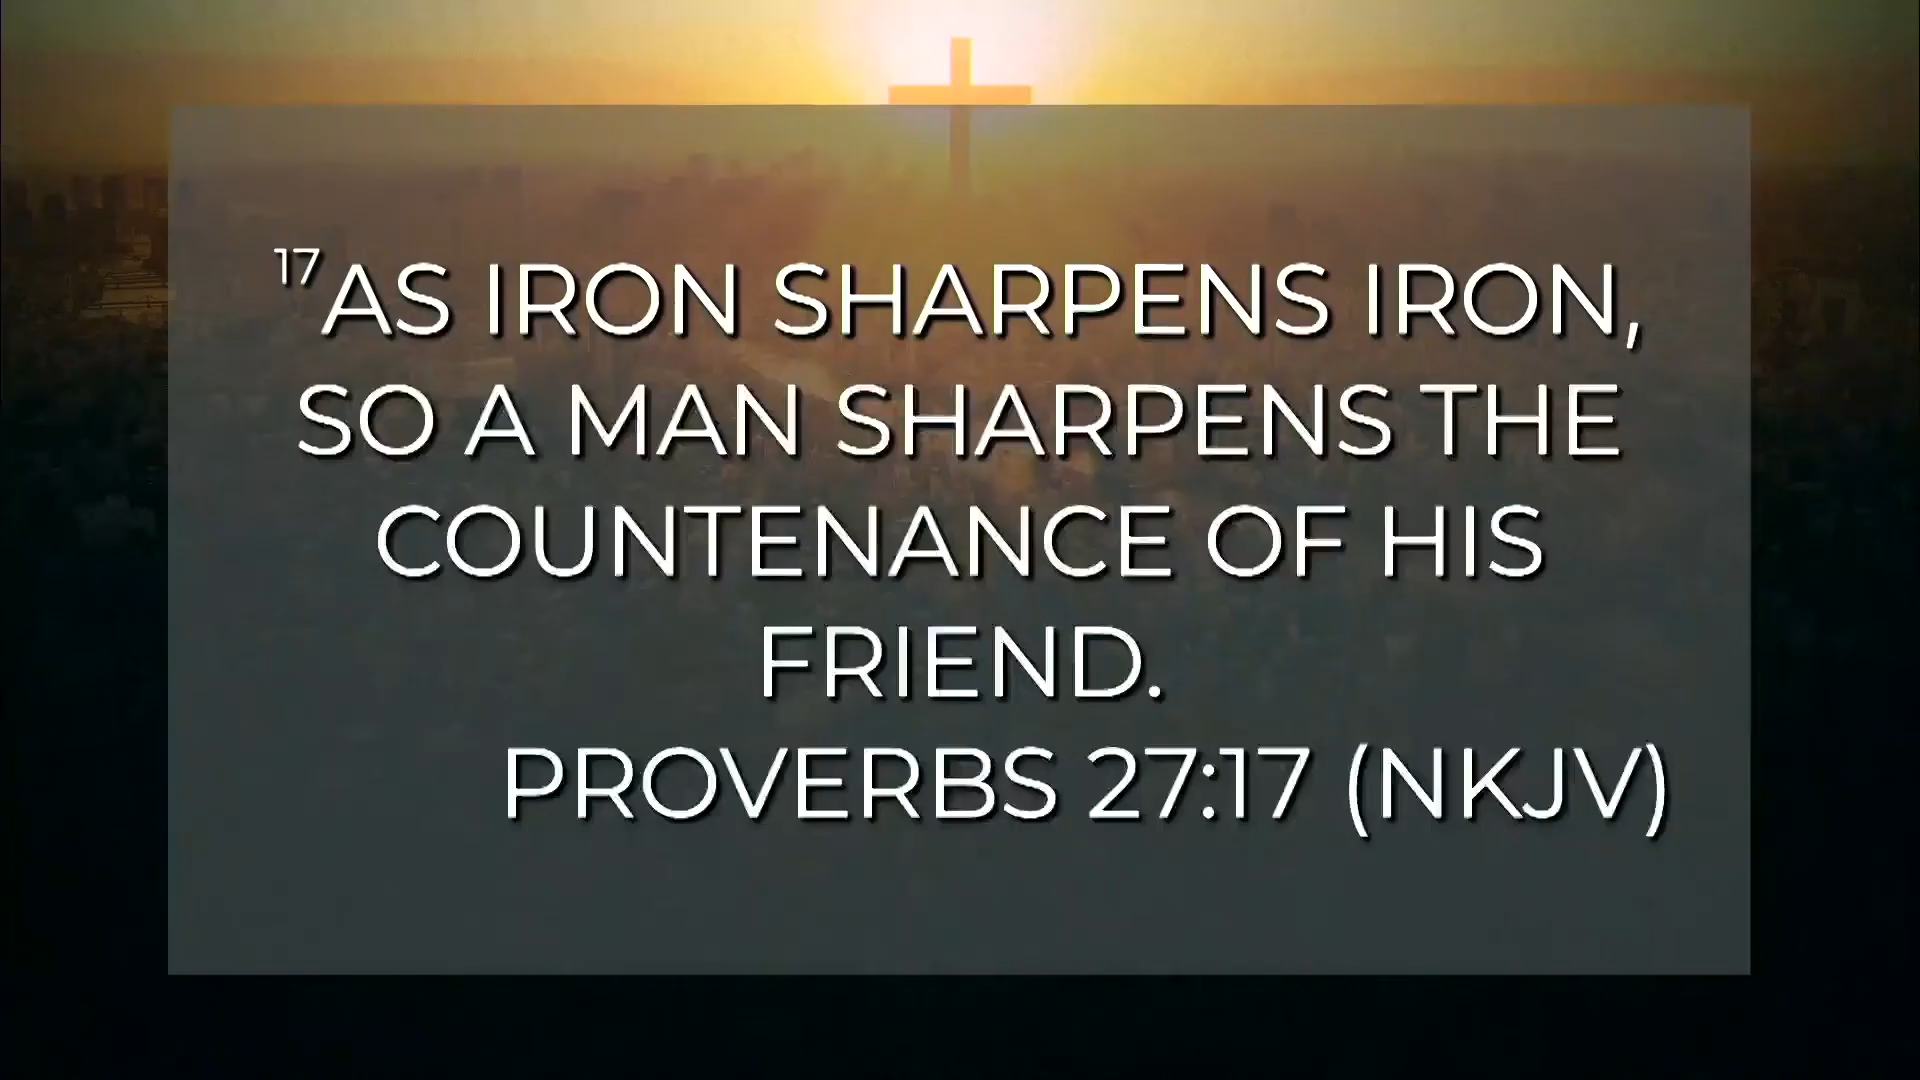 ¹⁷AS IRON SHARPENS IRON,
SO A MAN SHARPENS THE
COUNTENANCE OF HIS
FRIEND.
PROVERBS 27:17 (NKJV)